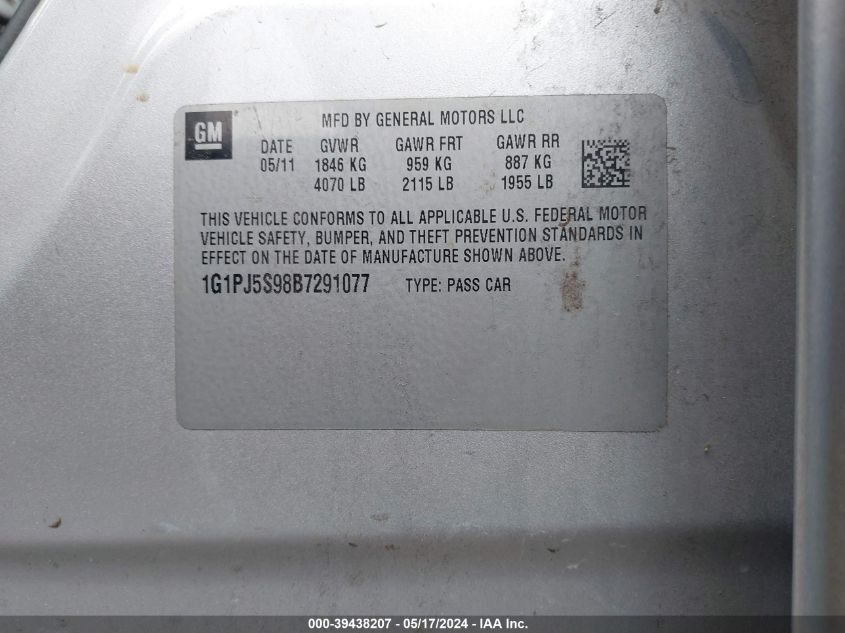 GM
MFD BY GENERAL MOTORS LLC
DATE GVWR GAWR FRT GAWR RR
05/11 1846 KG 959 KG 887 KG
4070 LB 2115 LB 1955 LB
THIS VEHICLE CONFORMS TO ALL APPLICABLE U.S. FEDERAL MOTOR
VEHICLE SAFETY, BUMPER, AND THEFT PREVENTION STANDARDS IN
EFFECT ON THE DATE OF MANUFACTURE SHOWN ABOVE.
1G1PJ5S98B7291077 TYPE: PASS CAR
000-39438207 - 05/17/2024 - IAA Inc.